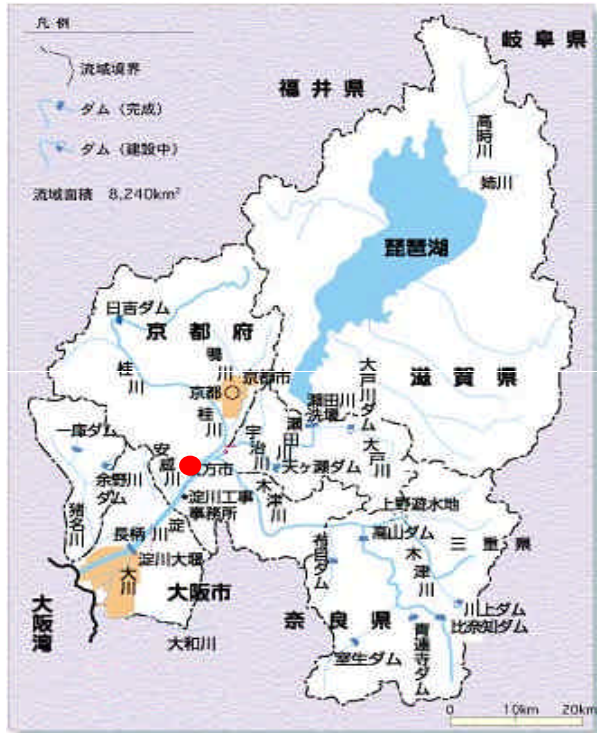 凡例
流域境界
ダム(完成)
ダム(建設中)
流域面積 8,240km²
岐阜県
福井県
高時川
姉川
琵琶湖
日吉ダム
京都府
鴨川
桂川
京都
京都市
桂川
大戸川ダム
滋賀県
瀬田川洗堰
瀬田川
宇治川
大戸川
天ヶ瀬ダム
一庫ダム
余野川ダム
安威川
方市
木津川
淀川工事事務所
猪名川
長柄
淀
淀川大堰
大川
大阪市
大阪湾
大和川
上野遊水地
高山ダム
三重県
木津川
布目ダム
奈良県
川上ダム
比奈知ダム
青蓮寺ダム
室生ダム
0 10km 20km